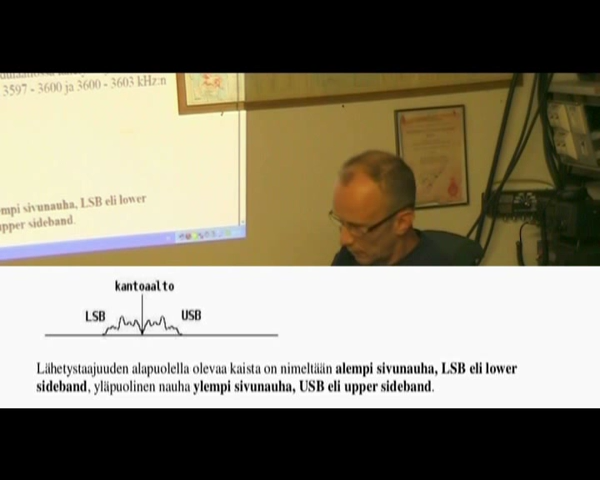 3597 - 3600 ja 3600 - 3603 kHz:n
empi sivunauha, LSB eli lower
upper sideband.
kantoaalto
LSB
USB
Lähetystaajuuden alapuolella olevaa kaista on nimeltään alempi sivunauha, LSB eli lower
sideband, yläpuolinen nauha ylempi sivunauha, USB eli upper sideband.